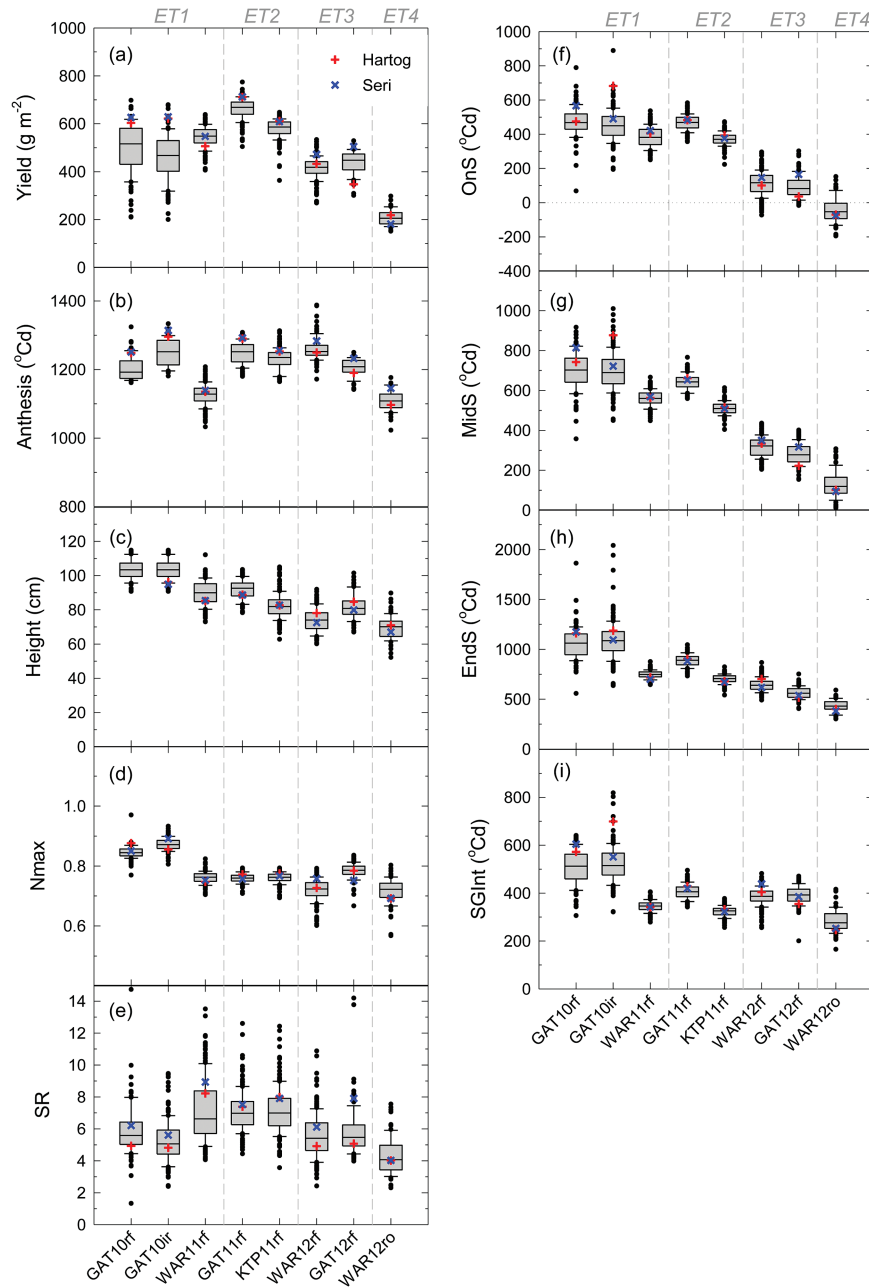 ET1 ET2 ET3 ET4
(a)
+ Hartog
× Seri
Yield (g m-2)
1000
800
600
400
200
0
(b)
Anthesis (°Cd)
1400
1200
1000
800
(c)
Height (cm)
120
100
80
60
40
20
0
(d)
Nmax
1.0
0.8
0.6
(e)
SR
14
12
10
8
6
4
2
0
GAT10rf
GAT10ir
WAR11rf
GAT11rf
KTP11rf
WAR12rf
GAT12rf
WAR12ro
ET1 ET2 ET3 ET4
(f)
OnS (°Cd)
1000
800
600
400
200
0
-200
-400
(g)
MidS (°Cd)
1000
800
600
400
200
0
(h)
EndS (°Cd)
2000
1500
1000
500
0
(i)
SGInt (°Cd)
800
600
400
200
0
GAT10rf
GAT10ir
WAR11rf
GAT11rf
KTP11rf
WAR12rf
GAT12rf
WAR12ro